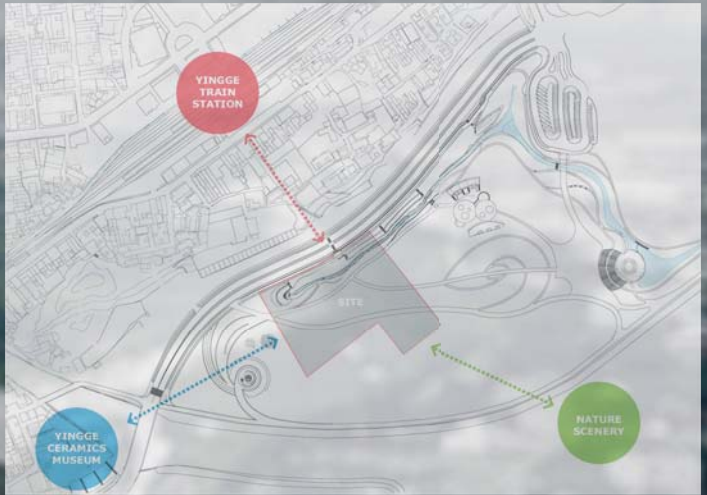 YINGGE
TRAIN
STATION
SITE
NATURE
SCENERY
YINGGE
CERAMICS
MUSEUM